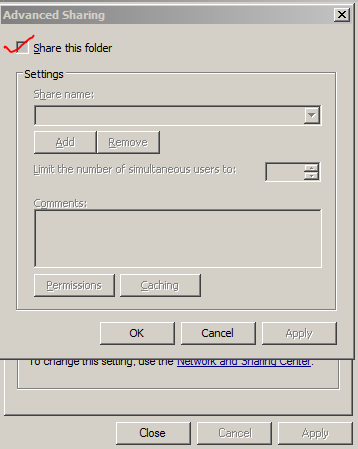 Advanced Sharing
Share this folder
Settings
Share name:
Add Remove
Limit the number of simultaneous users to:
Comments:
Permissions Caching
OK Cancel Apply
To change this setting, use the Network and Sharing Center.
Close Cancel Apply